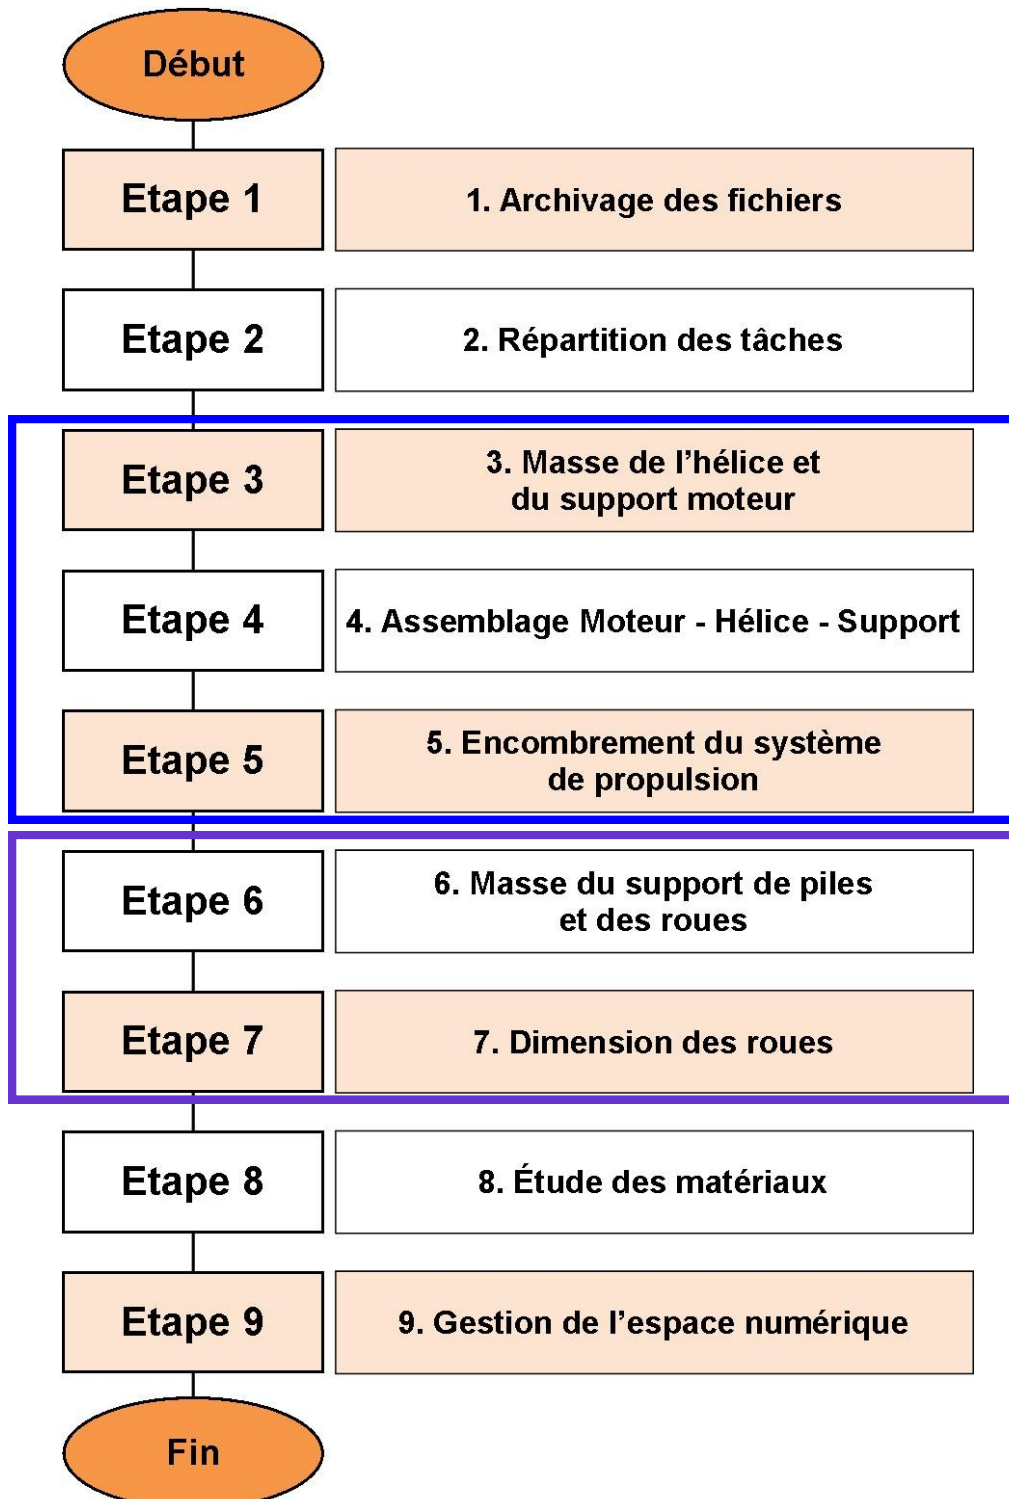 Début
Etape 1
1. Archivage des fichiers
Etape 2
2. Répartition des tâches
Etape 3
3. Masse de l'hélice et
du support moteur
Etape 4
4. Assemblage Moteur - Hélice - Support
Etape 5
5. Encombrement du système
de propulsion
Etape 6
6. Masse du support de piles
et des roues
Etape 7
7. Dimension des roues
Etape 8
8. Étude des matériaux
Etape 9
9. Gestion de l'espace numérique
Fin